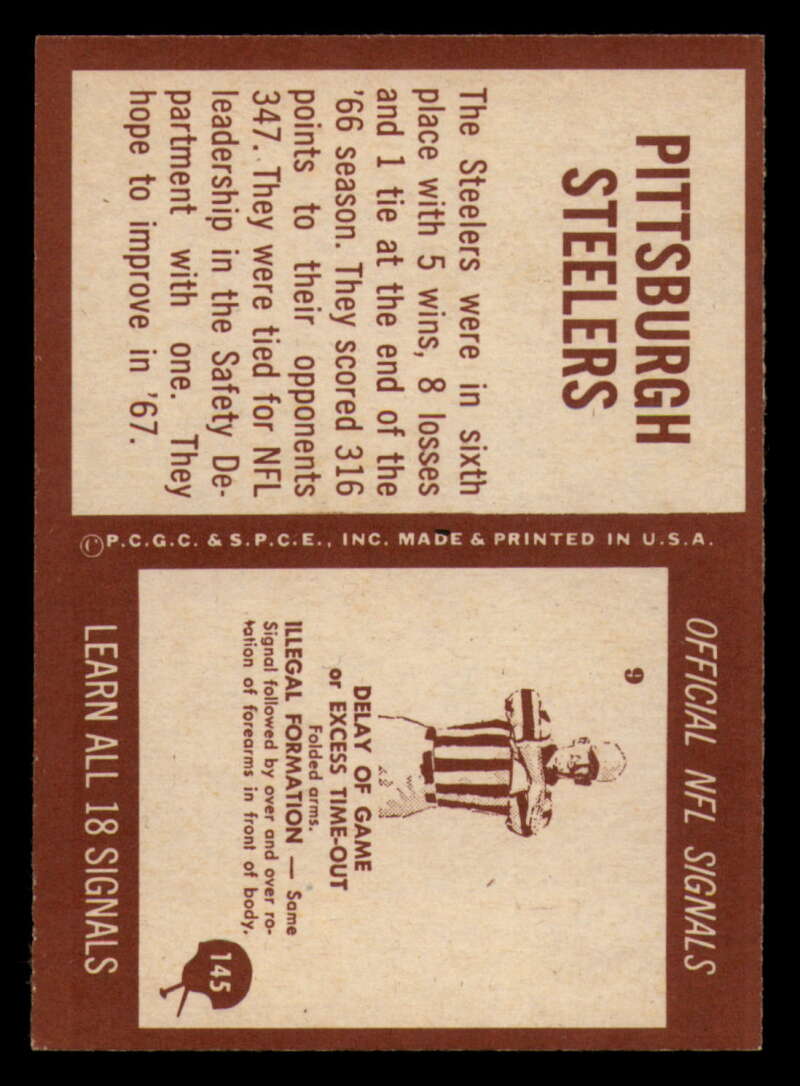 PITTSBURGH
STEELERS
The Steelers were in sixth
place with 5 wins, 8 losses
and 1 tie at the end of the
'66 season. They scored 316
points to their opponents
347. They were tied for NFL
leadership in the Safety De-
partment with one. They
hope to improve in '67.
©P.C.G.C. & S.P.C.E., INC. MADE & PRINTED IN U.S.A.
OFFICIAL NFL SIGNALS
9
DELAY OF GAME
or EXCESS TIME-OUT
Folded arms.
ILLEGAL FORMATION — Same
Signal followed by over and over ro-
tation of forearms in front of body.
145
LEARN ALL 18 SIGNALS